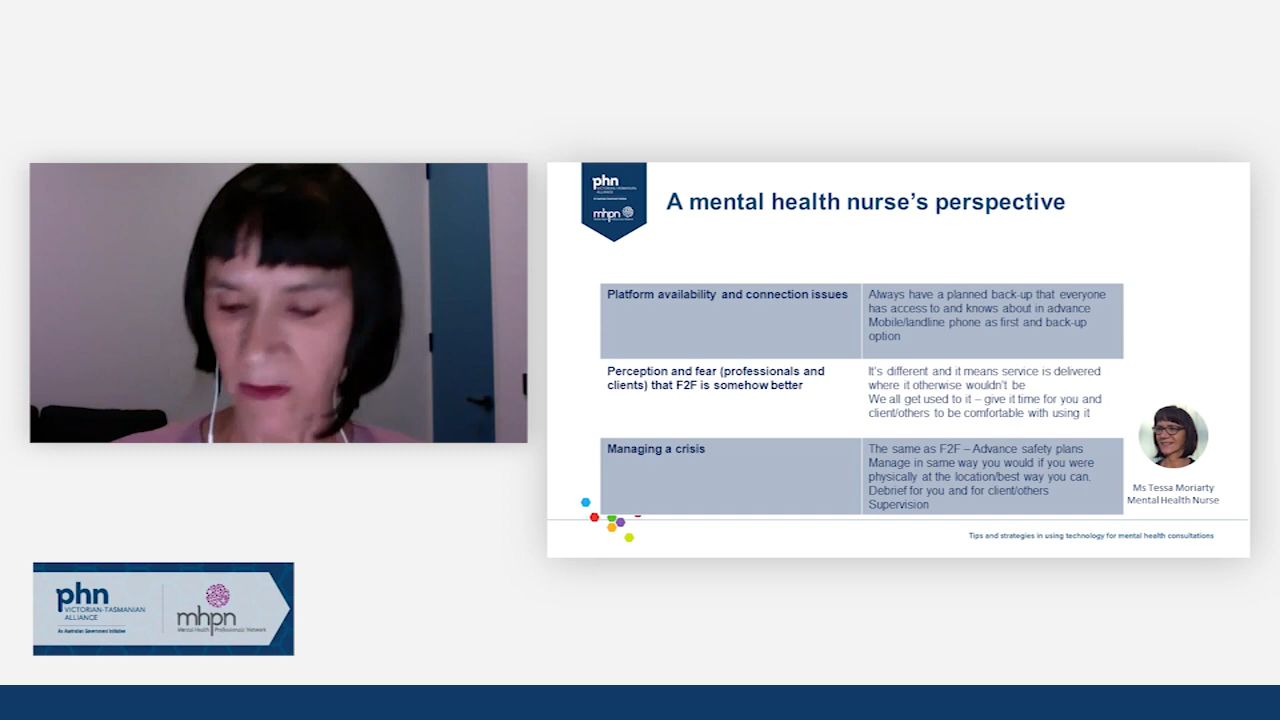 phn
VICTORIAN-TASMANIAN
ALLIANCE
mhpn
A mental health nurse's perspective
Platform availability and connection issues
Always have a planned back-up that everyone
has access to and knows about in advance
Mobile/landline phone as first and back-up
option
Perception and fear (professionals and
clients) that F2F is somehow better
It's different and it means service is delivered
where it otherwise wouldn't be
We all get used to it – give it time for you and
client/others to be comfortable with using it
Managing a crisis
The same as F2F – Advance safety plans
Manage in same way you would if you were
physically at the location/best way you can.
Debrief for you and for client/others
Supervision
Ms Tessa Moriarty
Mental Health Nurse
Tips and strategies in using technology for mental health consultations
phn
VICTORIAN-TASMANIAN
ALLIANCE
An Australian Government Initiative
mhpn
Mental Health Professionals' Network